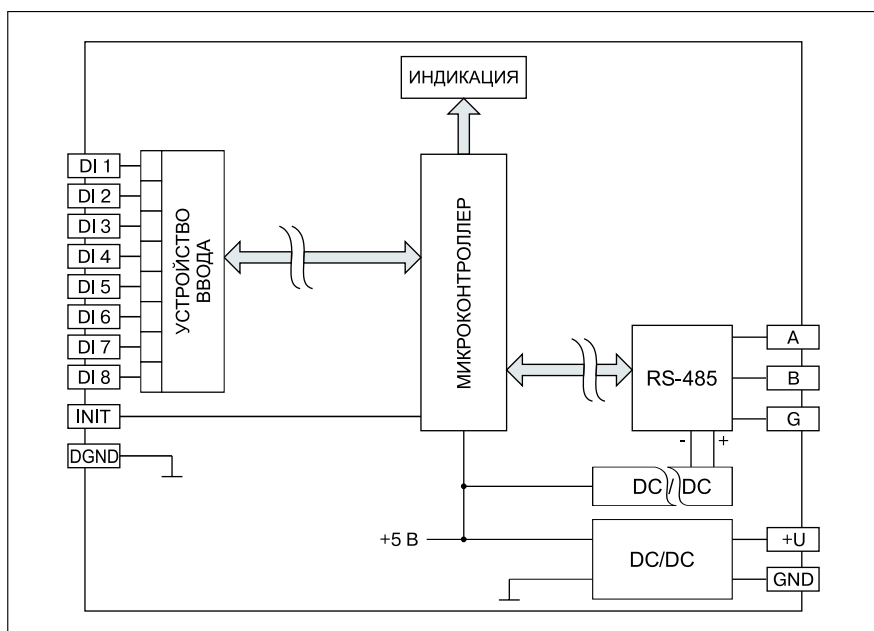 ИНДИКАЦИЯ
DI 1
DI 2
DI 3
DI 4
DI 5
DI 6
DI 7
DI 8
INIT
DGND
УСТРОЙСТВО
ВВОДА
МИКРОКОНТРОЛЛЕР
RS-485
A
B
G
- +
DC / DC
+5 В
DC/DC
+U
GND